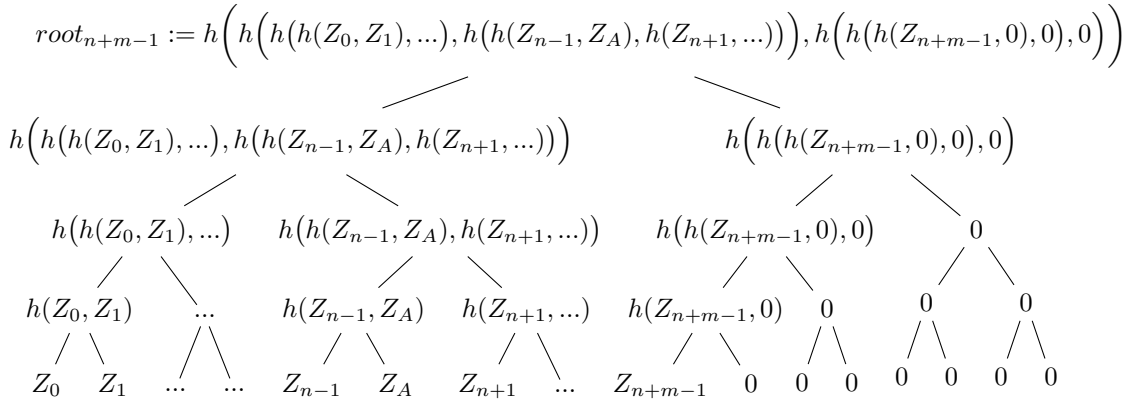 root_{n+m-1} := h(h(h(h(Z_0, Z_1), ...), h(h(Z_{n-1}, Z_A), h(Z_{n+1}, ...))), h(h(h(Z_{n+m-1}, 0), 0), 0))
h(h(h(Z_0, Z_1), ...), h(h(Z_{n-1}, Z_A), h(Z_{n+1}, ...))) h(h(h(Z_{n+m-1}, 0), 0), 0)
h(h(Z_0, Z_1), ...) h(h(Z_{n-1}, Z_A), h(Z_{n+1}, ...)) h(h(Z_{n+m-1}, 0), 0) 0
h(Z_0, Z_1) ... h(Z_{n-1}, Z_A) h(Z_{n+1}, ...) h(Z_{n+m-1}, 0) 0 0 0
Z_0 Z_1 ... ... Z_{n-1} Z_A Z_{n+1} ... Z_{n+m-1} 0 0 0 0 0 0 0